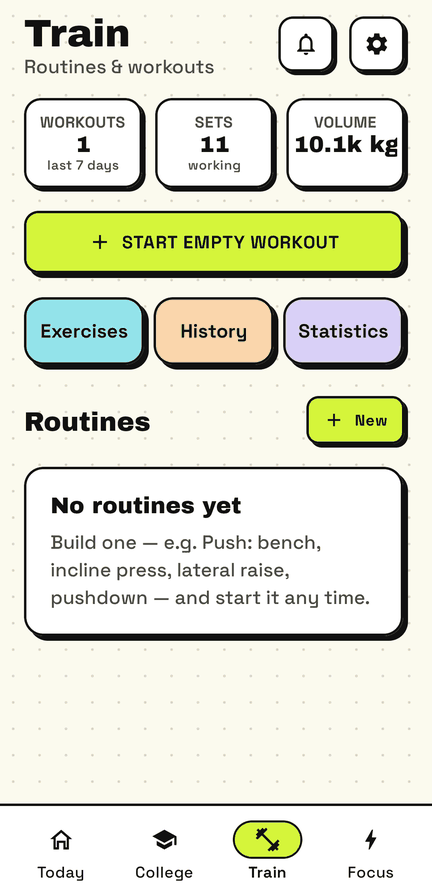 Train
Routines & workouts
WORKOUTS
1
last 7 days
SETS
11
working
VOLUME
10.1k kg
+ START EMPTY WORKOUT
Exercises
History
Statistics
Routines
+ New
No routines yet
Build one — e.g. Push: bench,
incline press, lateral raise,
pushdown — and start it any time.
Today
College
Train
Focus